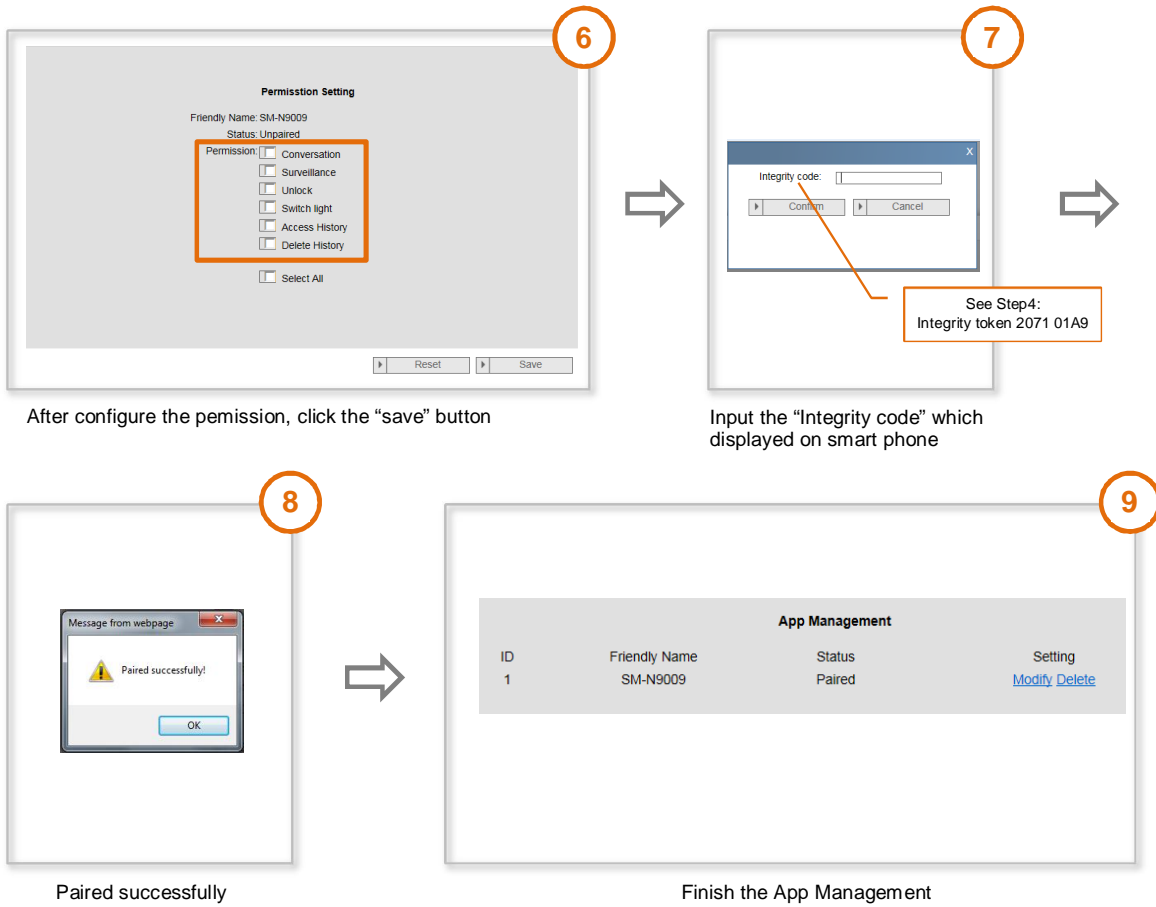 6
Permisstion Setting
Friendly Name: SM-N9009
Status: Unpaired
Permission:
Conversation
Surveillance
Unlock
Switch light
Access History
Delete History
Select All
Reset
Save
After configure the pemission, click the “save” button
7
X
Integrity code:
Confirm
Cancel
See Step4:
Integrity token 2071 01A9
Input the “Integrity code” which
displayed on smart phone
8
Message from webpage
X
Paired successfully!
OK
Paired successfully
9
App Management
ID Friendly Name Status Setting
1 SM-N9009 Paired Modify Delete
Finish the App Management